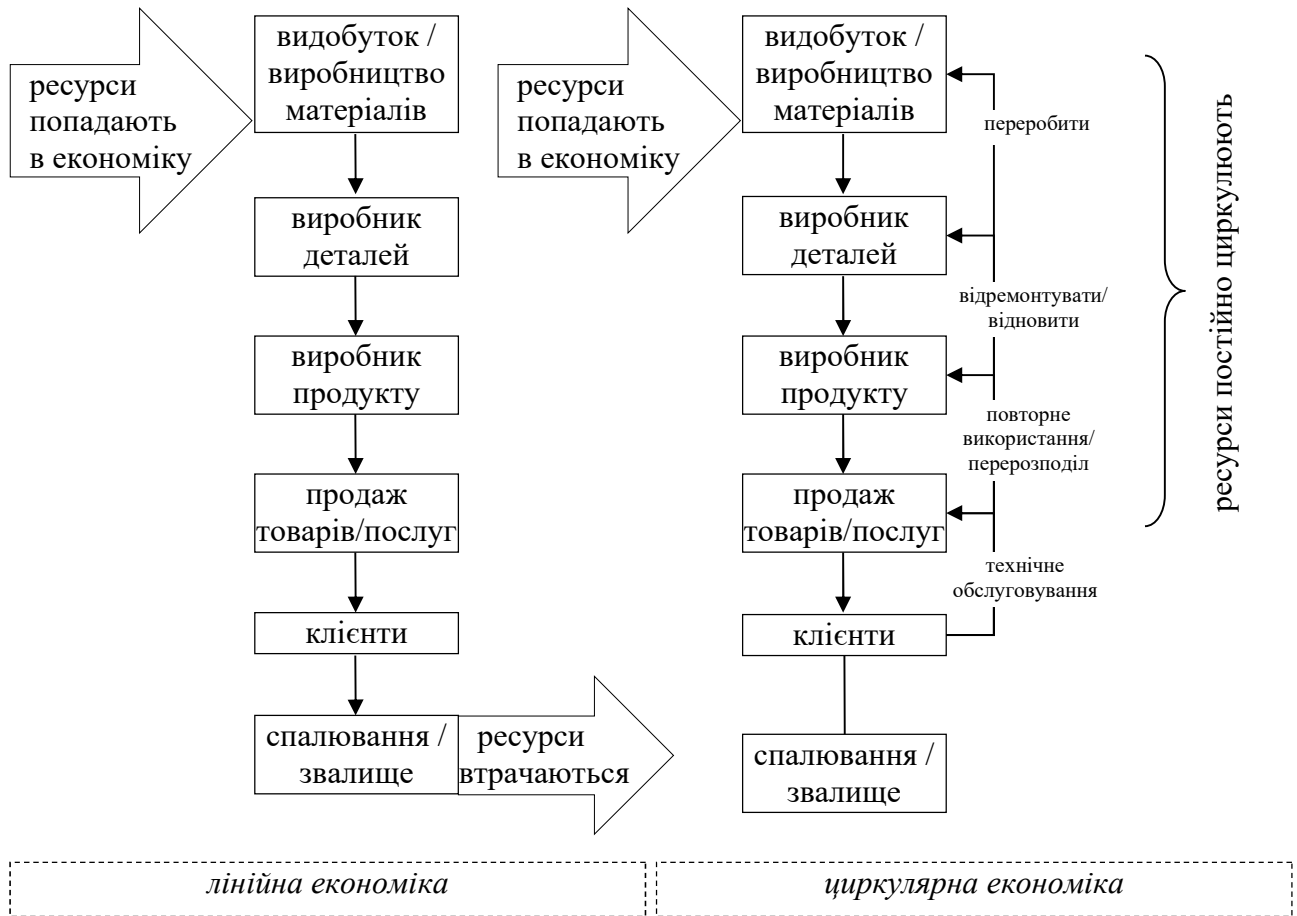 ресурси
попадають
в економіку
видобуток /
виробництво
матеріалів
виробник
деталей
виробник
продукту
продаж
товарів/послуг
клієнти
спалювання /
звалище
ресурси
втрачаються
лінійна економіка
ресурси
попадають
в економіку
видобуток /
виробництво
матеріалів
переробити
виробник
деталей
відремонтувати/
відновити
виробник
продукту
повторне
використання/
перерозподіл
продаж
товарів/послуг
технічне
обслуговування
клієнти
спалювання /
звалище
ресурси постійно циркулюють
циркулярна економіка